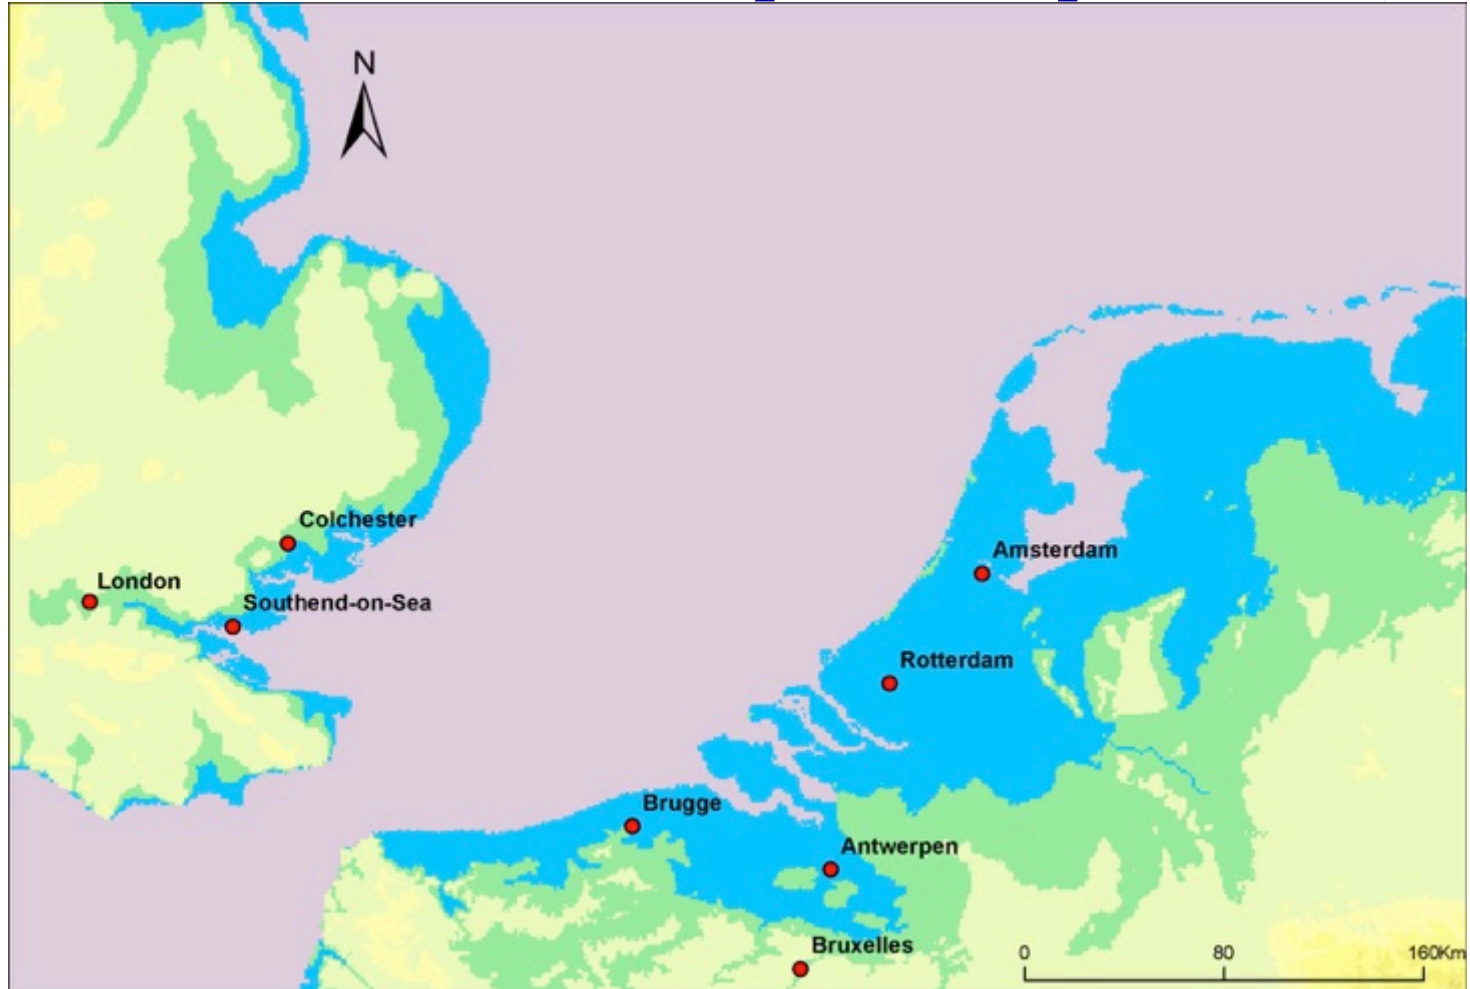 N
Colchester
London
Southend-on-Sea
Amsterdam
Rotterdam
Brugge
Antwerpen
Bruxelles
0 80 160Km